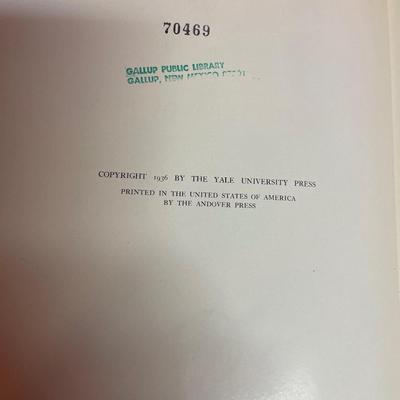 70469
GALLUP PUBLIC LIBRARY
GALLUP, NEW MEXICO
COPYRIGHT 1936 BY THE YALE UNIVERSITY PRESS
PRINTED IN THE UNITED STATES OF AMERICA
BY THE ANDOVER PRESS